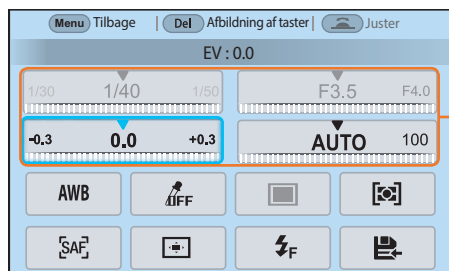 Menu Tilbage | Del Afbildning af taster | Juster
EV : 0.0
1/30 1/40 1/50 F3.5 F4.0
-0.3 0.0 +0.3 AUTO 100
AWB OFF
SAF F